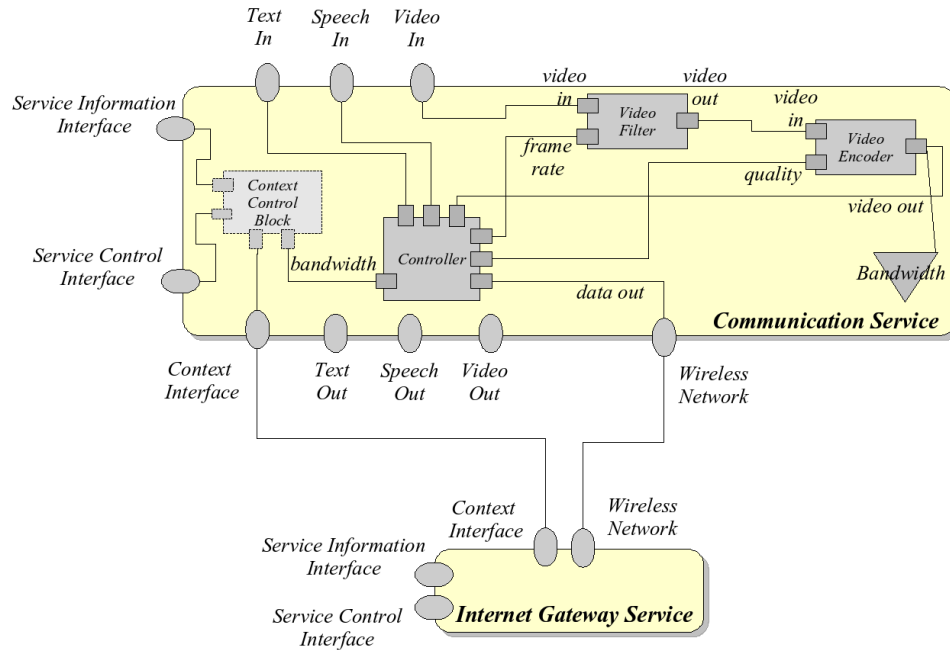 Text
In
Speech
In
Video
In
Service Information
Interface
video
in
Video
Filter
video
out
video
in
Video
Encoder
frame
rate
quality
video out
Context
Control
Block
Service Control
Interface
bandwidth
Controller
data out
Bandwidth
Communication Service
Context
Interface
Text
Out
Speech
Out
Video
Out
Wireless
Network
Context
Interface
Wireless
Network
Service Information
Interface
Service Control
Interface
Internet Gateway Service